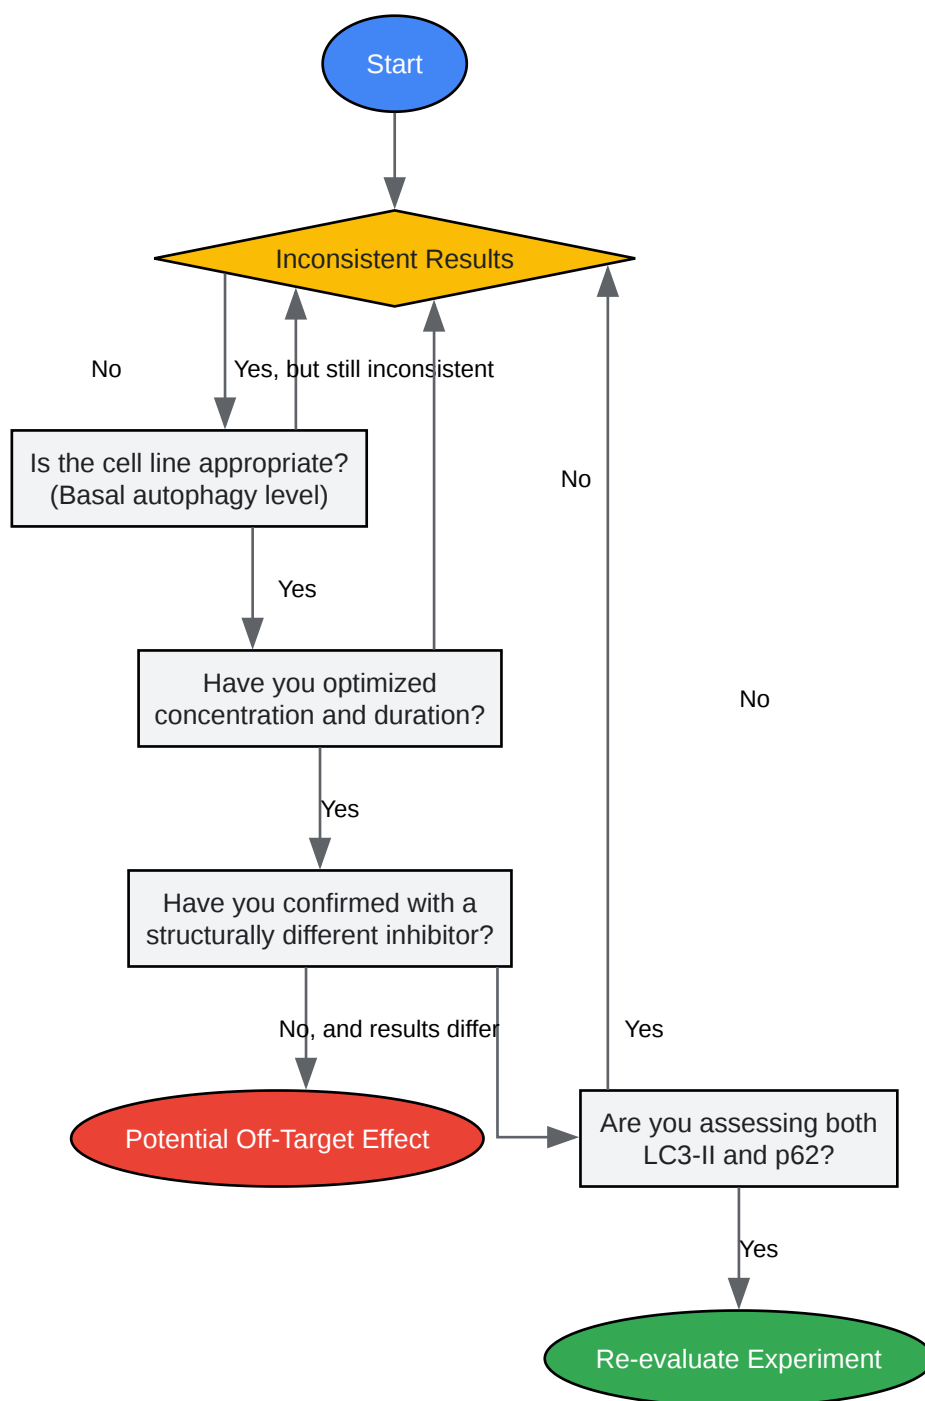 Start
Inconsistent Results
No
Yes, but still inconsistent
Is the cell line appropriate?
(Basal autophagy level)
No
Yes
Have you optimized
concentration and duration?
No
Yes
Have you confirmed with a
structurally different inhibitor?
No, and results differ
Yes
Potential Off-Target Effect
Are you assessing both
LC3-II and p62?
Yes
Re-evaluate Experiment